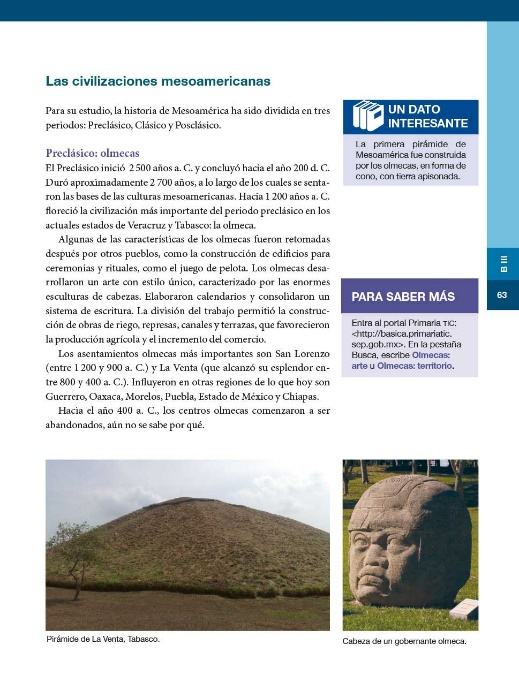 Las civilizaciones mesoamericanas
Para su estudio, la historia de Mesoamérica ha sido dividida en tres
periodos: Preclásico, Clásico y Posclásico.
Preclásico: olmecas
El Preclásico inició 2 500 años a. C. y concluyó hacia el año 200 d. C.
Duró aproximadamente 2 700 años, a lo largo de los cuales se senta-
ron las bases de las culturas mesoamericanas. Hacia 1 200 años a. C.
floreció la civilización más importante del periodo preclásico en los
actuales estados de Veracruz y Tabasco: la olmeca.
Algunas de las características de los olmecas fueron retomadas
después por otros pueblos, como la construcción de edificios para
ceremonias y rituales, como el juego de pelota. Los olmecas desa-
rrollaron un arte con estilo único, caracterizado por las enormes
esculturas de cabezas. Elaboraron calendarios y consolidaron un
sistema de escritura. La división del trabajo permitió la construc-
ción de obras de riego, represas, canales y terrazas, que favorecieron
la producción agrícola y el incremento del comercio.
Los asentamientos olmecas más importantes son San Lorenzo
(entre 1 200 y 900 a. C.) y La Venta (que alcanzó su esplendor en-
tre 800 y 400 a. C.). Influyeron en otras regiones de lo que hoy son
Guerrero, Oaxaca, Morelos, Puebla, Estado de México y Chiapas.
Hacia el año 400 a. C., los centros olmecas comenzaron a ser
abandonados, aún no se sabe por qué.
UN DATO
INTERESANTE
La primera pirámide de
Mesoamérica fue construida
por los olmecas, en forma de
cono, con tierra apisonada.
B III
63
PARA SABER MÁS
Entra al portal Primaria TIC:
<http://basica.primariatic.
sep.gob.mx>. En la pestaña
Busca, escribe Olmecas:
arte u Olmecas: territorio.
Pirámide de La Venta, Tabasco.
Cabeza de un gobernante olmeca.